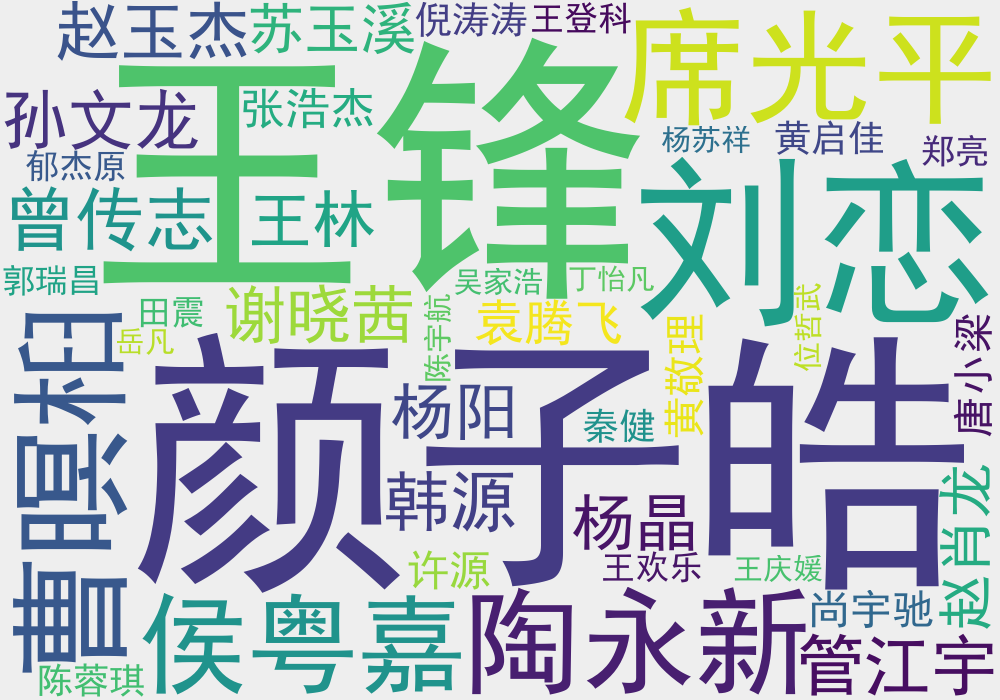 赵玉杰
苏玉溪
倪涛涛
王登科
王锋
席光平
孙文龙
张浩杰
杨苏祥
黄启佳
郑亮
郁杰原
曾传志
王林
刘恋
郭瑞昌
吴家浩
丁怡凡
田震
谢晓茜
陈宇航
袁腾飞
黄敬理
位哲武
唐小梁
岳凡
曹暝柏
颜子皓
杨阳
秦健
韩源
杨晶
赵肖龙
许源
王欢乐
王庆媛
侯粤嘉
陶永新
尚宇驰
管江宇
陈蓉琪